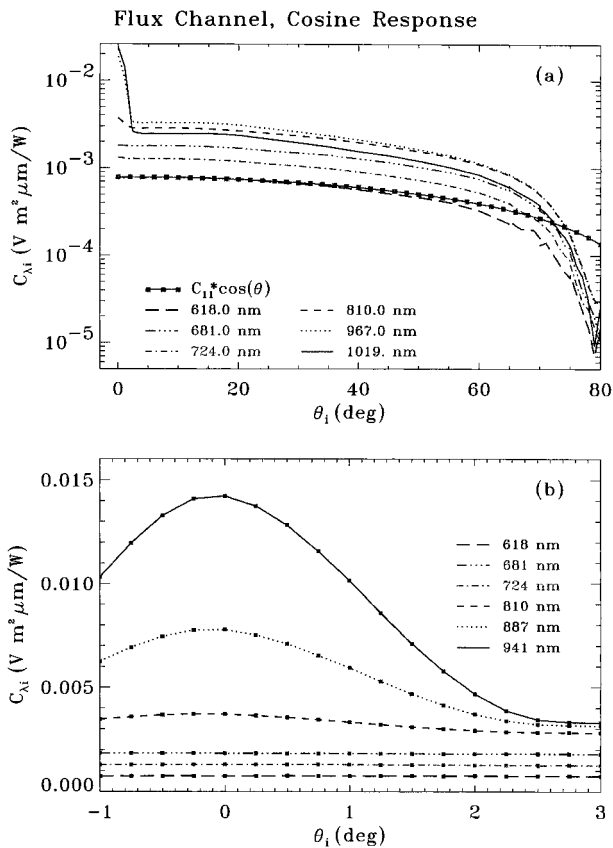 Flux Channel, Cosine Response
(a)
10⁻²
10⁻³
10⁻⁴
10⁻⁵
C_λi (V m² μm/W)
C₁₁*cos(θ)
618.0 nm
681.0 nm
724.0 nm
810.0 nm
967.0 nm
1019. nm
0 20 40 60 80
θ_i (deg)
(b)
0.015
0.010
0.005
0.000
C_λi (V m² μm/W)
618 nm
681 nm
724 nm
810 nm
887 nm
941 nm
-1 0 1 2 3
θ_i (deg)